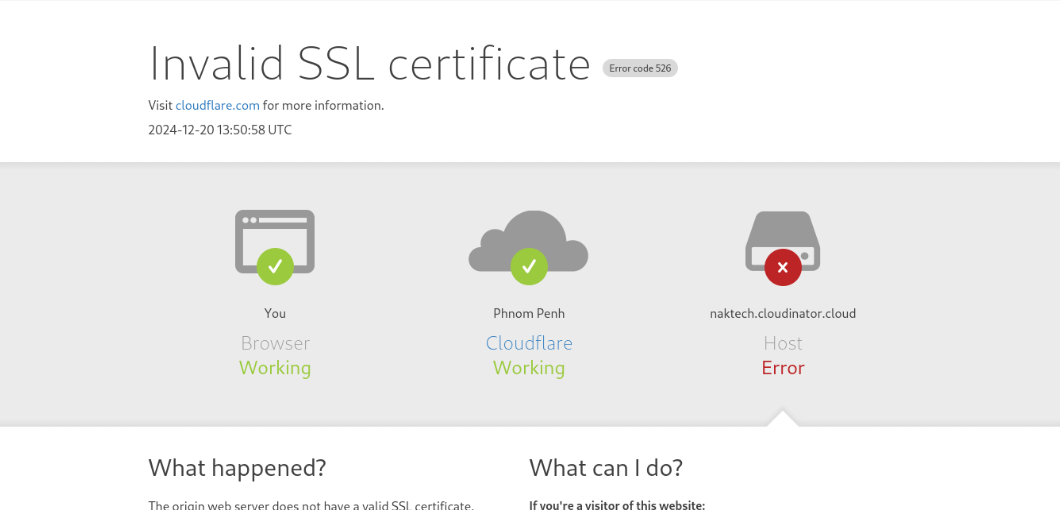 Invalid SSL certificate Error code 526
Visit cloudflare.com for more information.
2024-12-20 13:50:58 UTC
You
Browser
Working
Phnom Penh
Cloudflare
Working
naktech.cloudinator.cloud
Host
Error
What happened?
The origin web server does not have a valid SSL certificate.
What can I do?
If you're a visitor of this website: